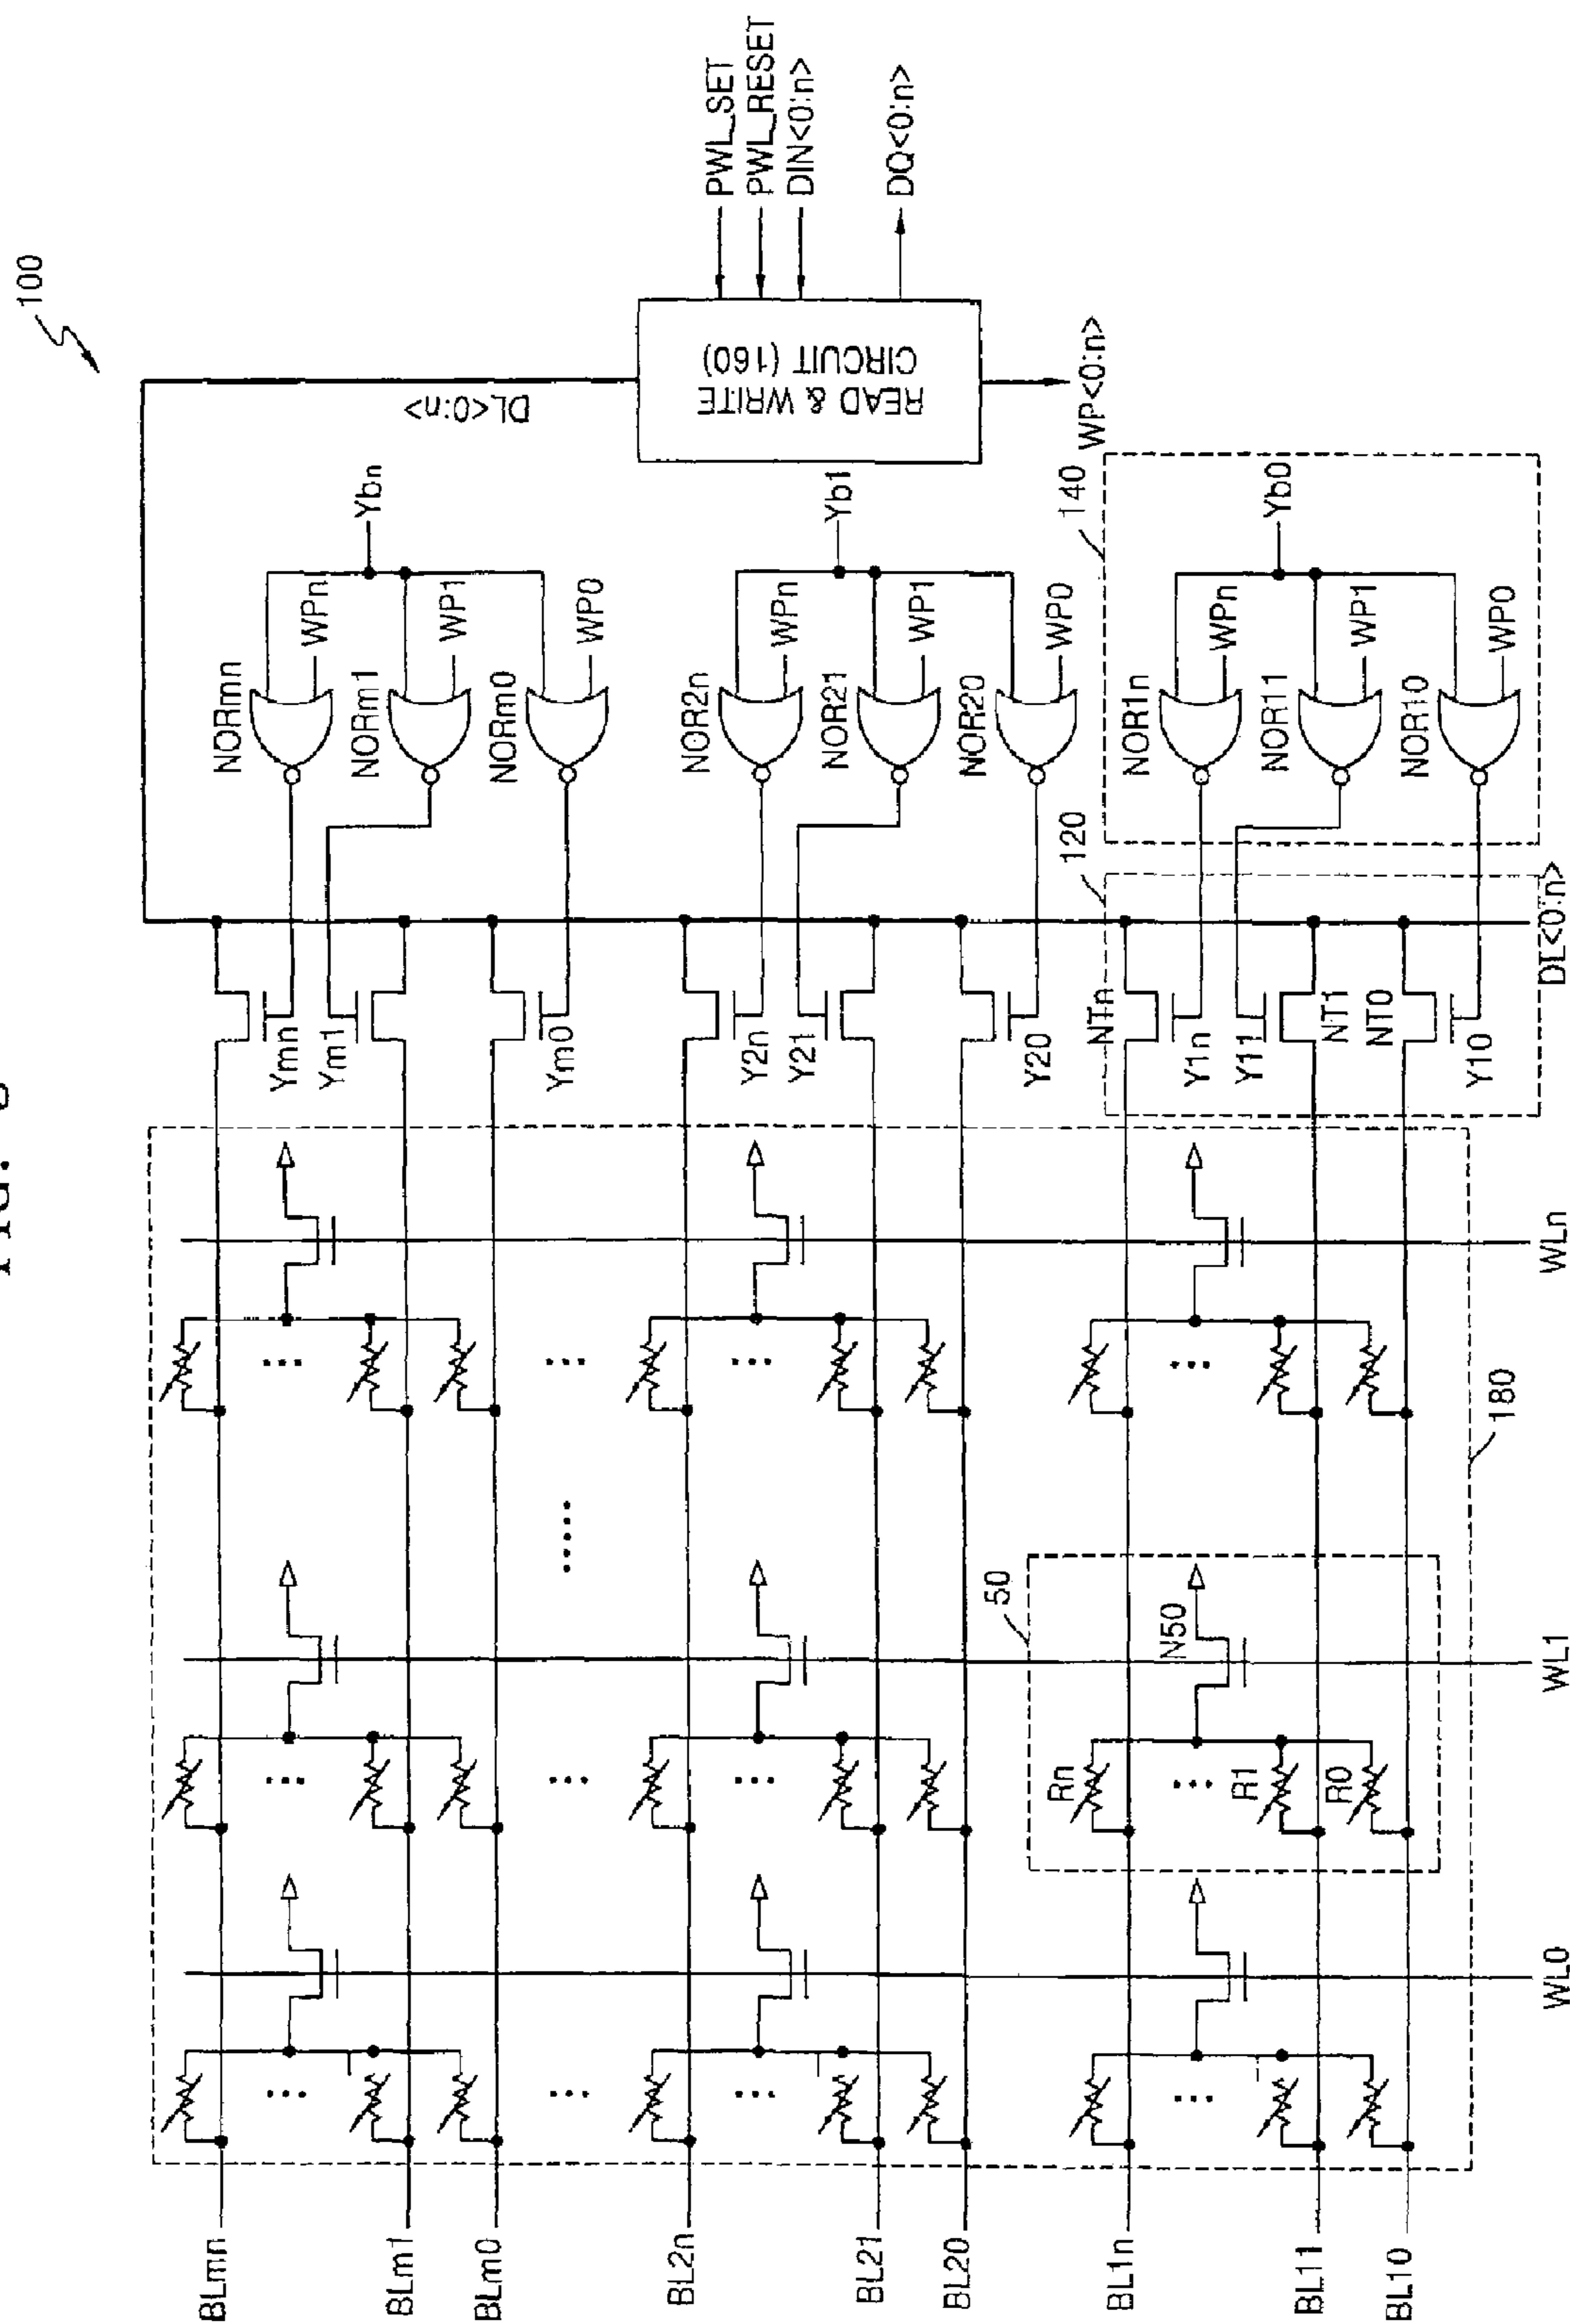 100
PWL_SET
PWL_RESET
DIN<0:n>
DQ<0:n>
READ & WRITE
CIRCUIT (160)
DL<0:n>
WP<0:n>
Ybn
WPn
WP1
WP0
NORmn
NORm1
NORm0
Ymn
Ym1
Ym0
Yb1
WPn
WP1
WP0
NOR2n
NOR21
NOR20
Y2n
Y21
Y20
140
Yb0
WPn
WP1
WP0
NOR1n
NOR11
NOR10
120
NTn
NT1
NT0
Y1n
Y11
Y10
DL<0:n>
WLn
180
50
N50
Rn
R1
R0
WL1
WL0
BLmn
BLm1
BLm0
BL2n
BL21
BL20
BL1n
BL11
BL10